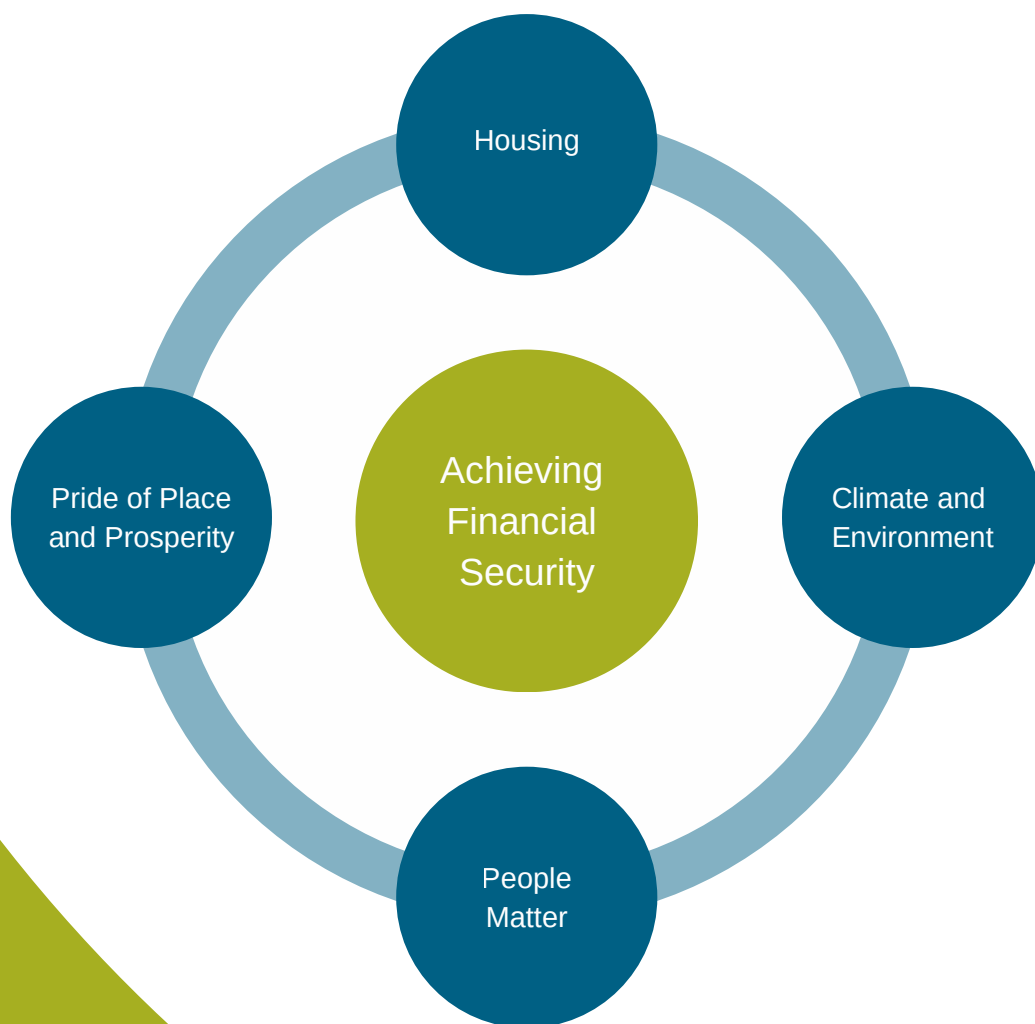 Housing
Pride of Place
and Prosperity
Achieving
Financial
Security
Climate and
Environment
People
Matter